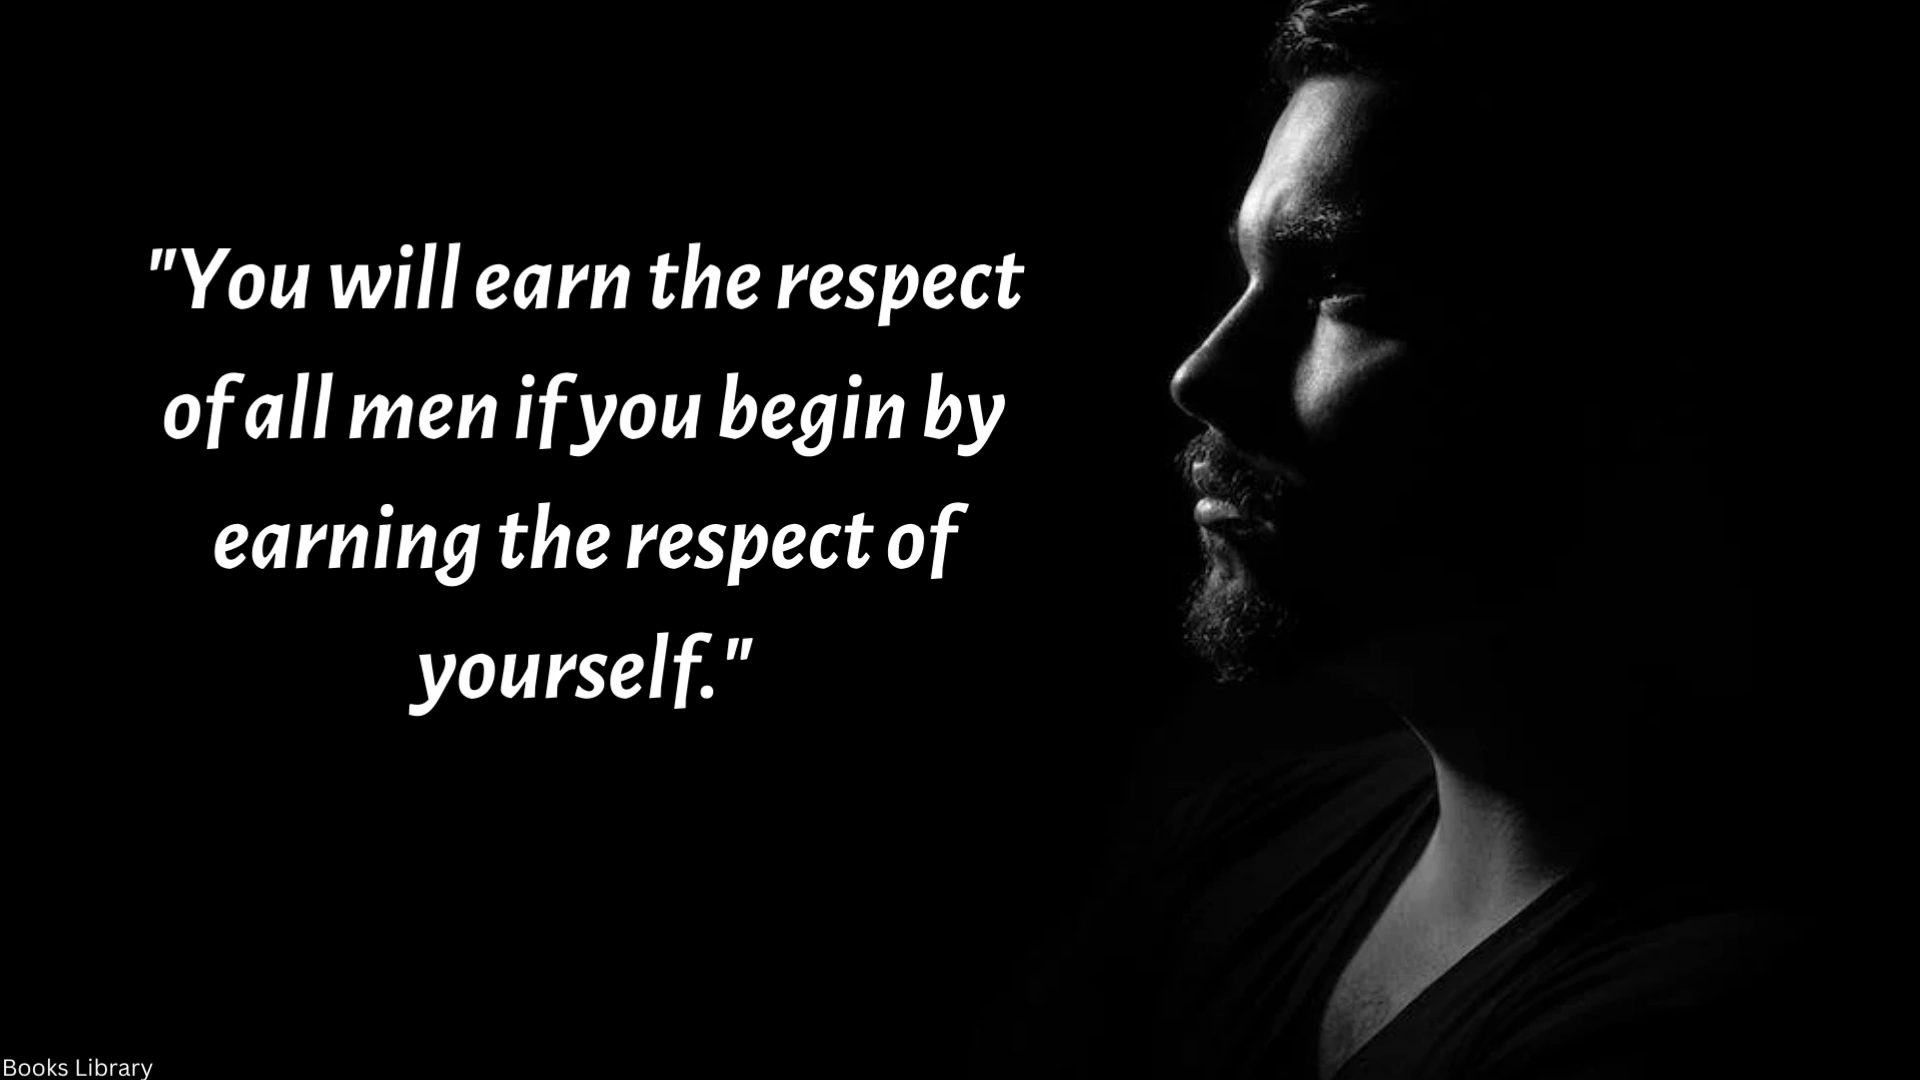 "You will earn the respect
of all men if you begin by
earning the respect of
yourself."
Books Library